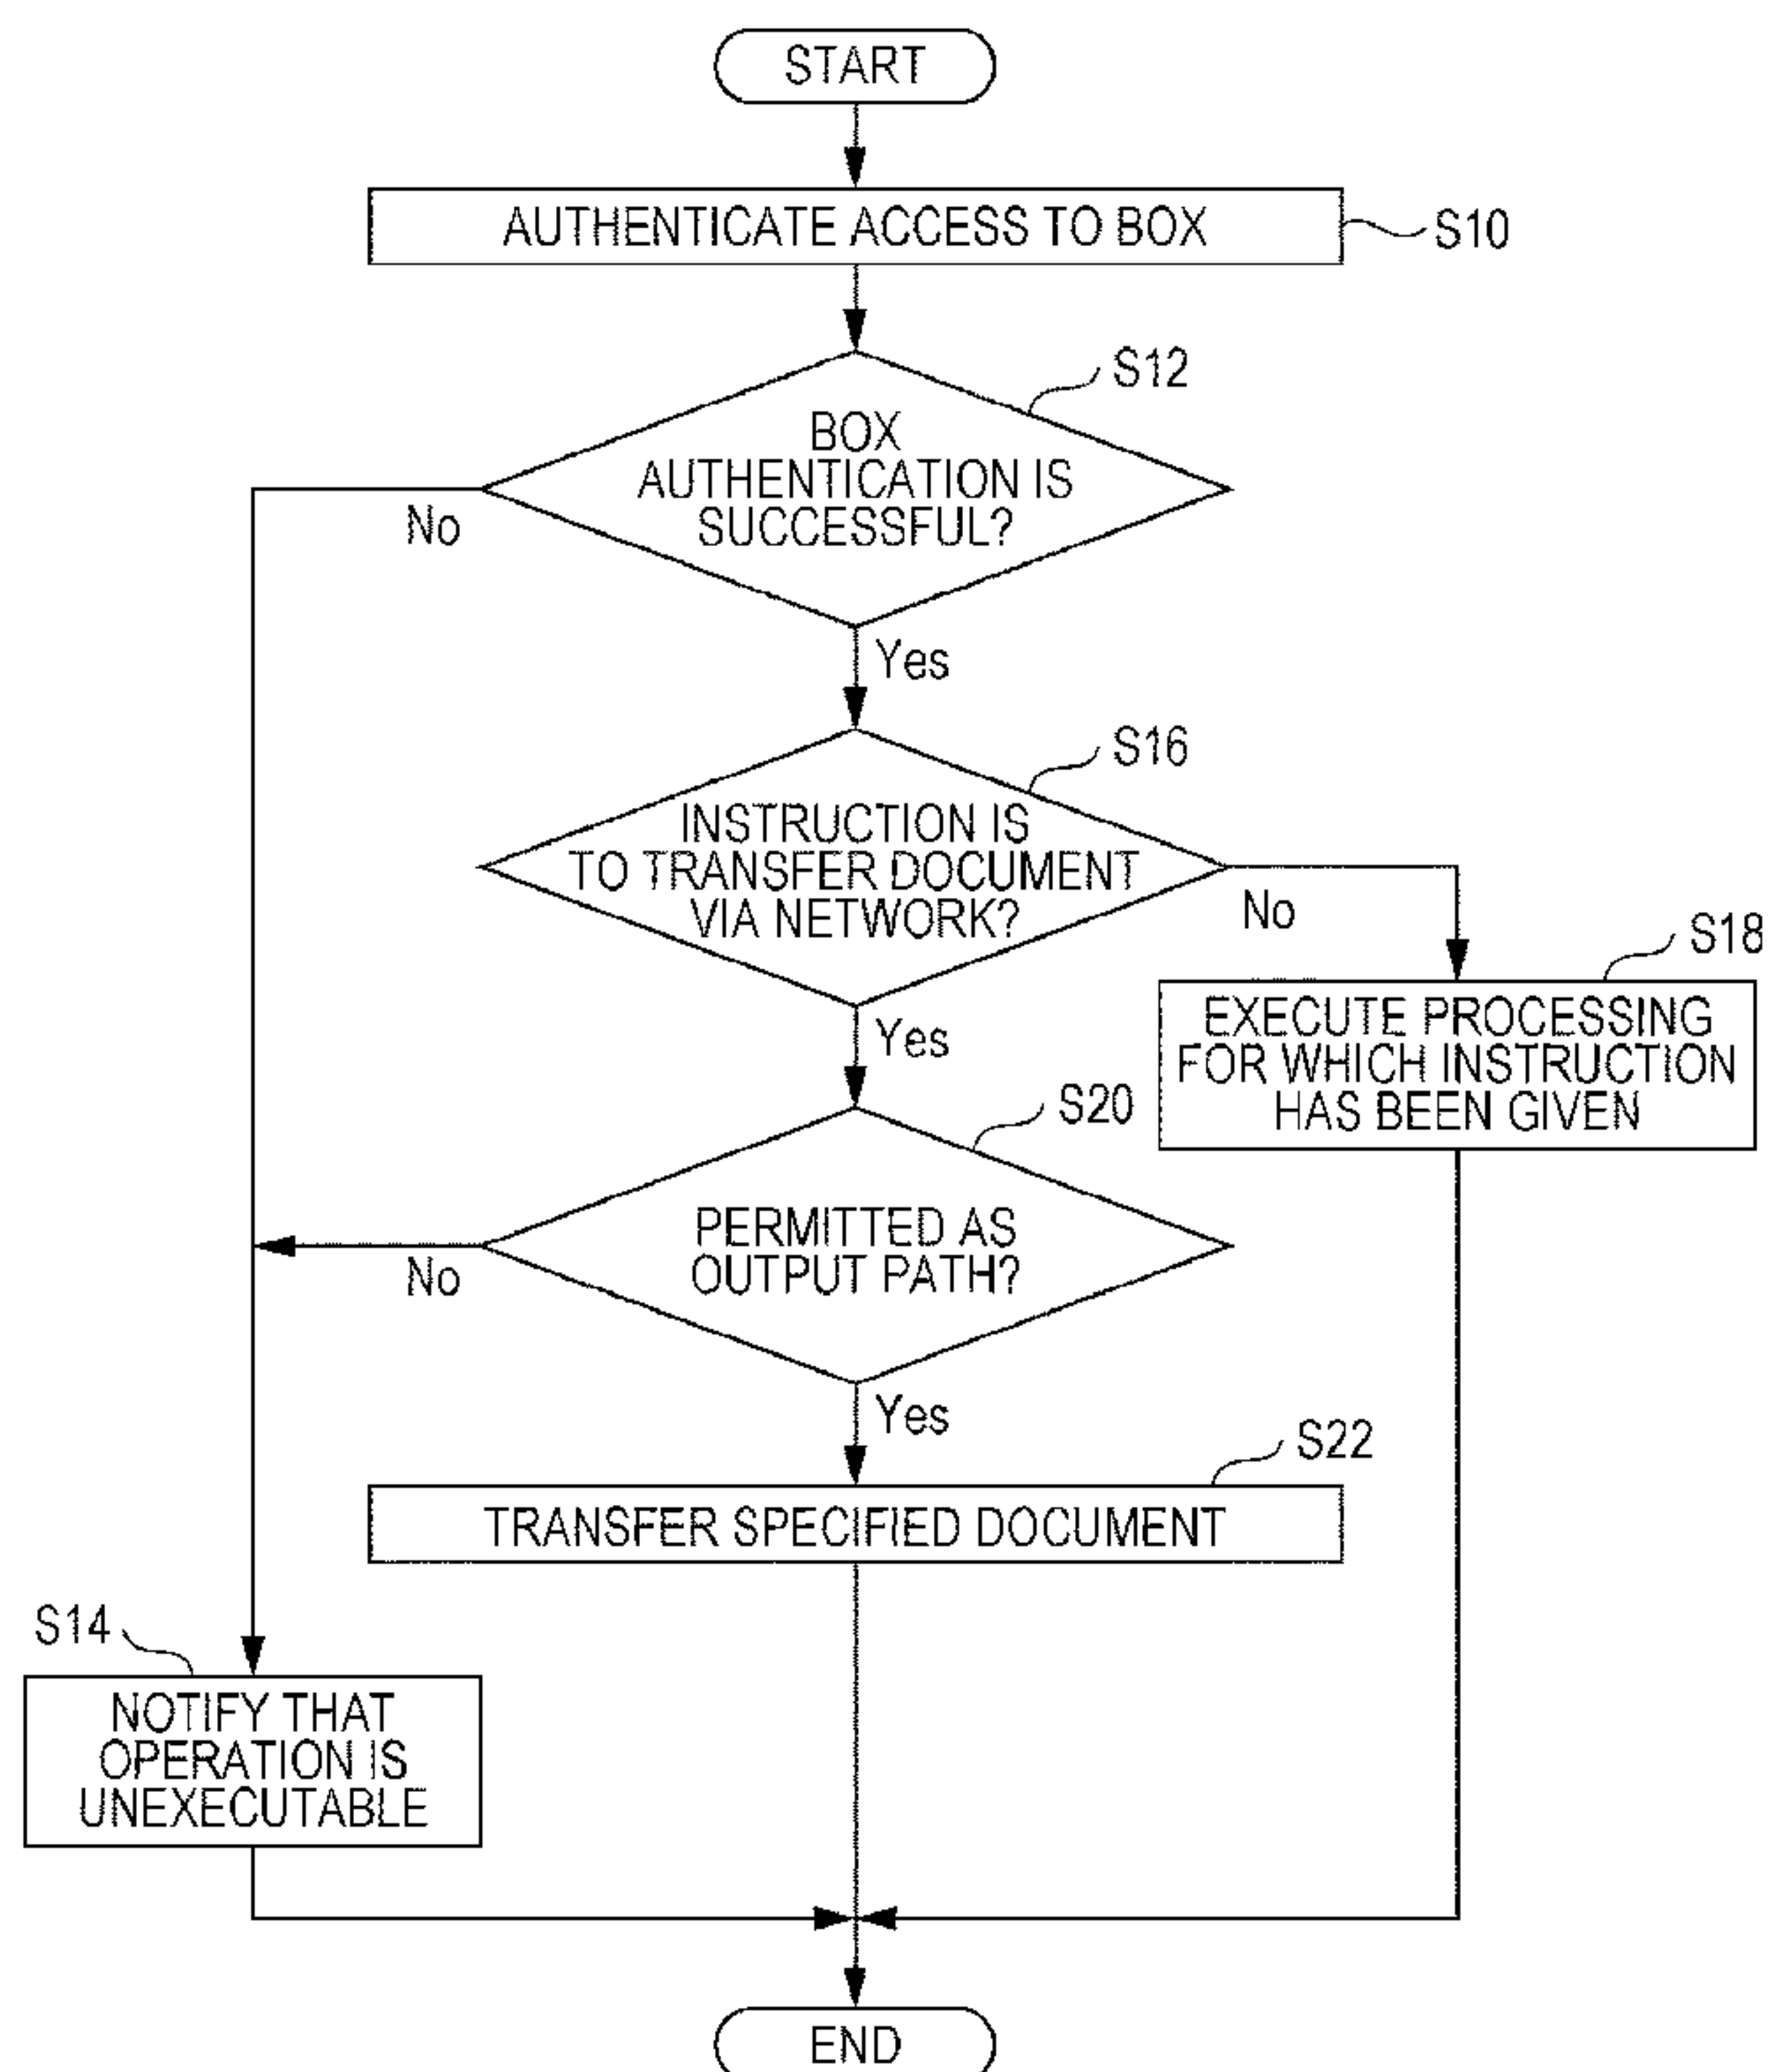 START
AUTHENTICATE ACCESS TO BOX
S10
S12
BOX
AUTHENTICATION IS
SUCCESSFUL?
No
Yes
S16
INSTRUCTION IS
TO TRANSFER DOCUMENT
VIA NETWORK?
No
Yes
S18
EXECUTE PROCESSING
FOR WHICH INSTRUCTION
HAS BEEN GIVEN
S20
PERMITTED AS
OUTPUT PATH?
No
Yes
S22
TRANSFER SPECIFIED DOCUMENT
S14
NOTIFY THAT
OPERATION IS
UNEXECUTABLE
END